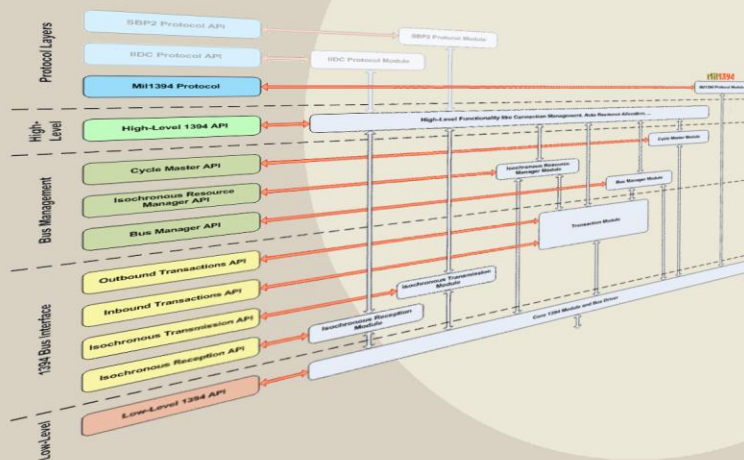 Protocol Layers
SBP2 Protocol API
SBP2 Protocol Module
IIDC Protocol API
IIDC Protocol Module
Mil1394 Protocol
Mil1394
Mil1394 Protocol Module
High-
Level
High-Level 1394 API
High-Level Functionality like Connection Management, Auto Resource Allocation, ...
Bus Management
Cycle Master API
Cycle Master Module
Isochronous Resource
Manager API
Isochronous Resource
Manager Module
Bus Manager API
Bus Manager Module
Transaction Module
1394 Bus Interface
Outbound Transactions API
Inbound Transactions API
Isochronous Transmission API
Isochronous Transmission
Module
Isochronous Reception API
Isochronous Reception
Module
Low-Level
Low-Level 1394 API
Core 1394 Module and Bus Driver